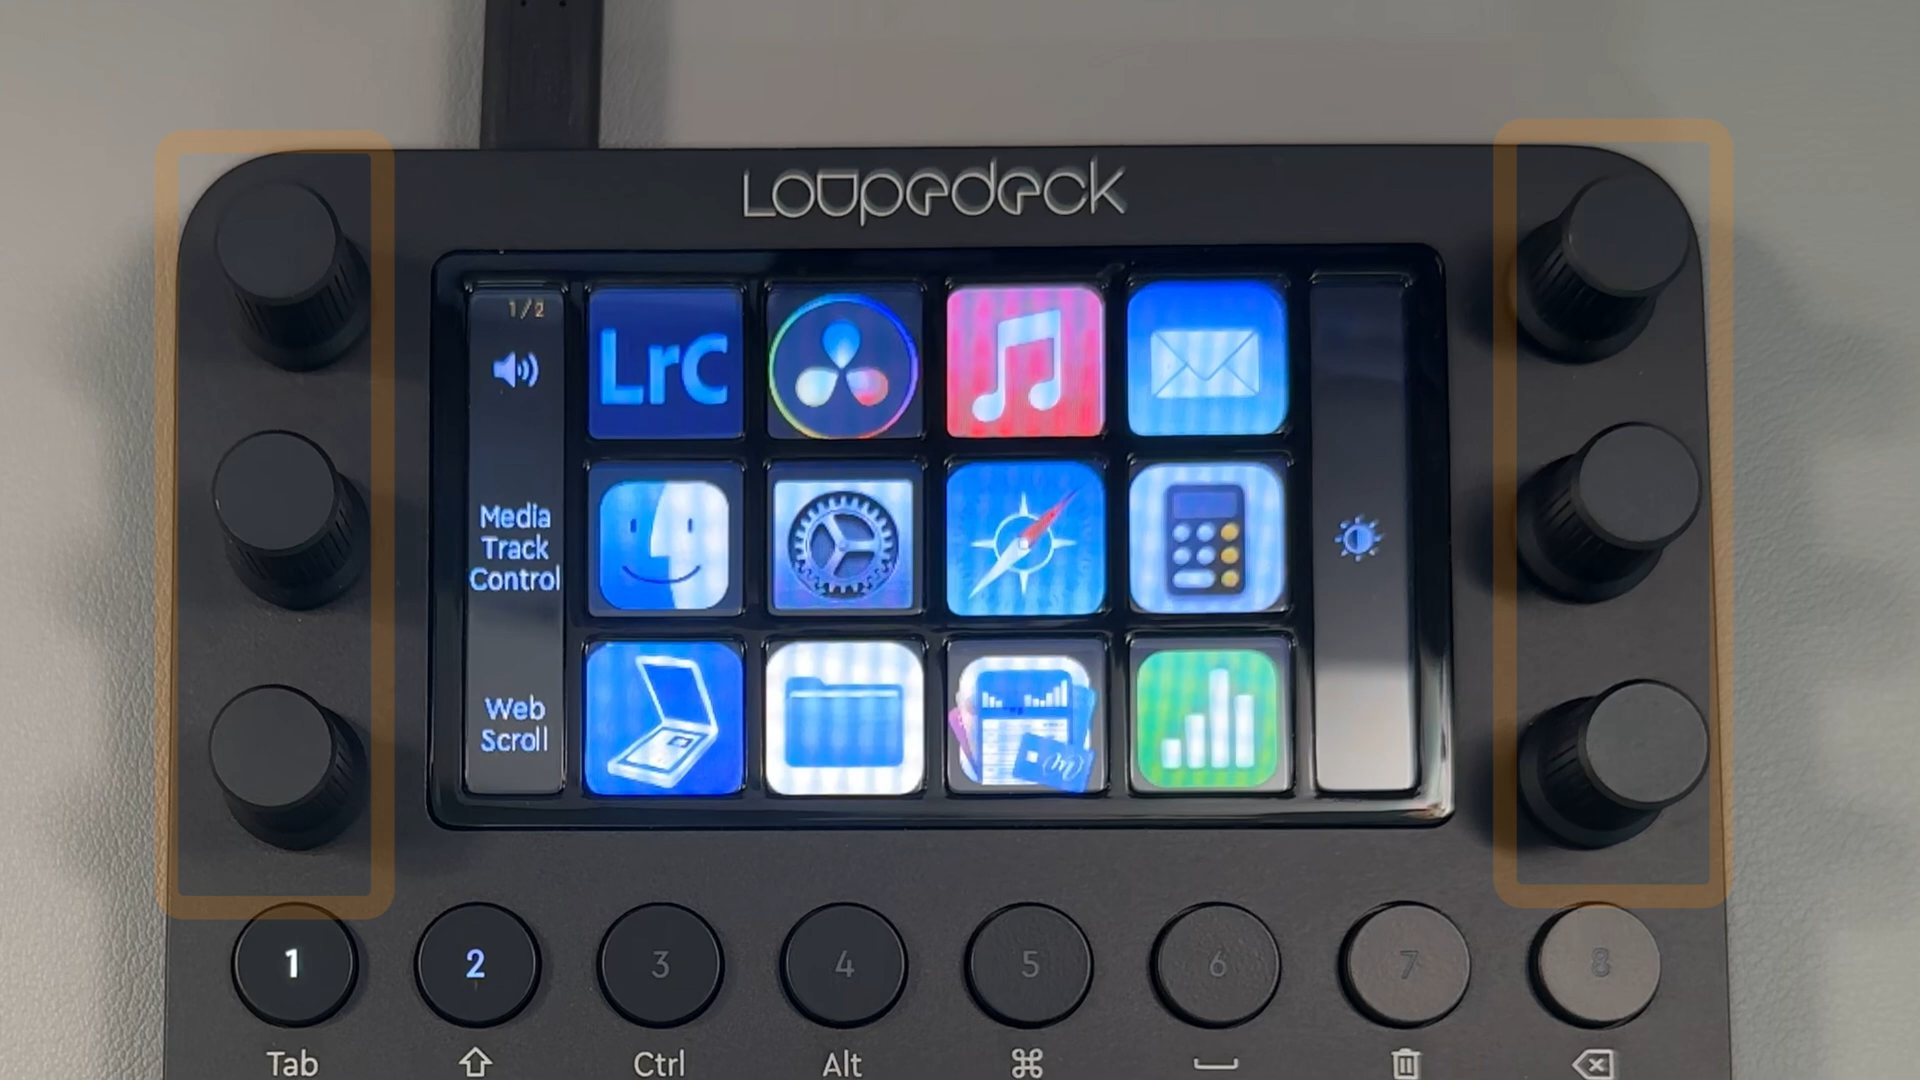 Loupedeck
1/2
LrC
Media
Track
Control
Web
Scroll
1 2 3 4 5 6 7 8
Tab Ctrl Alt ⌘